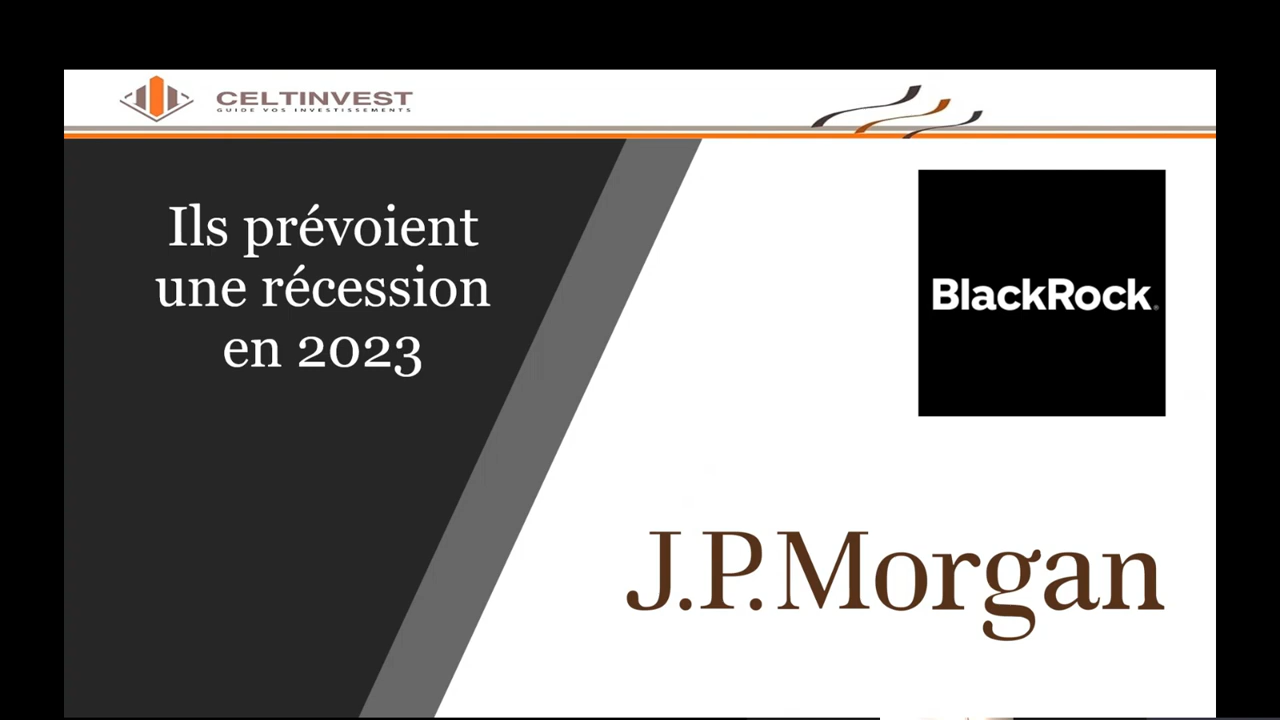 CELTINVEST
GUIDE VOS INVESTISSEMENTS
Ils prévoient
une récession
en 2023
BlackRock.
J.P.Morgan